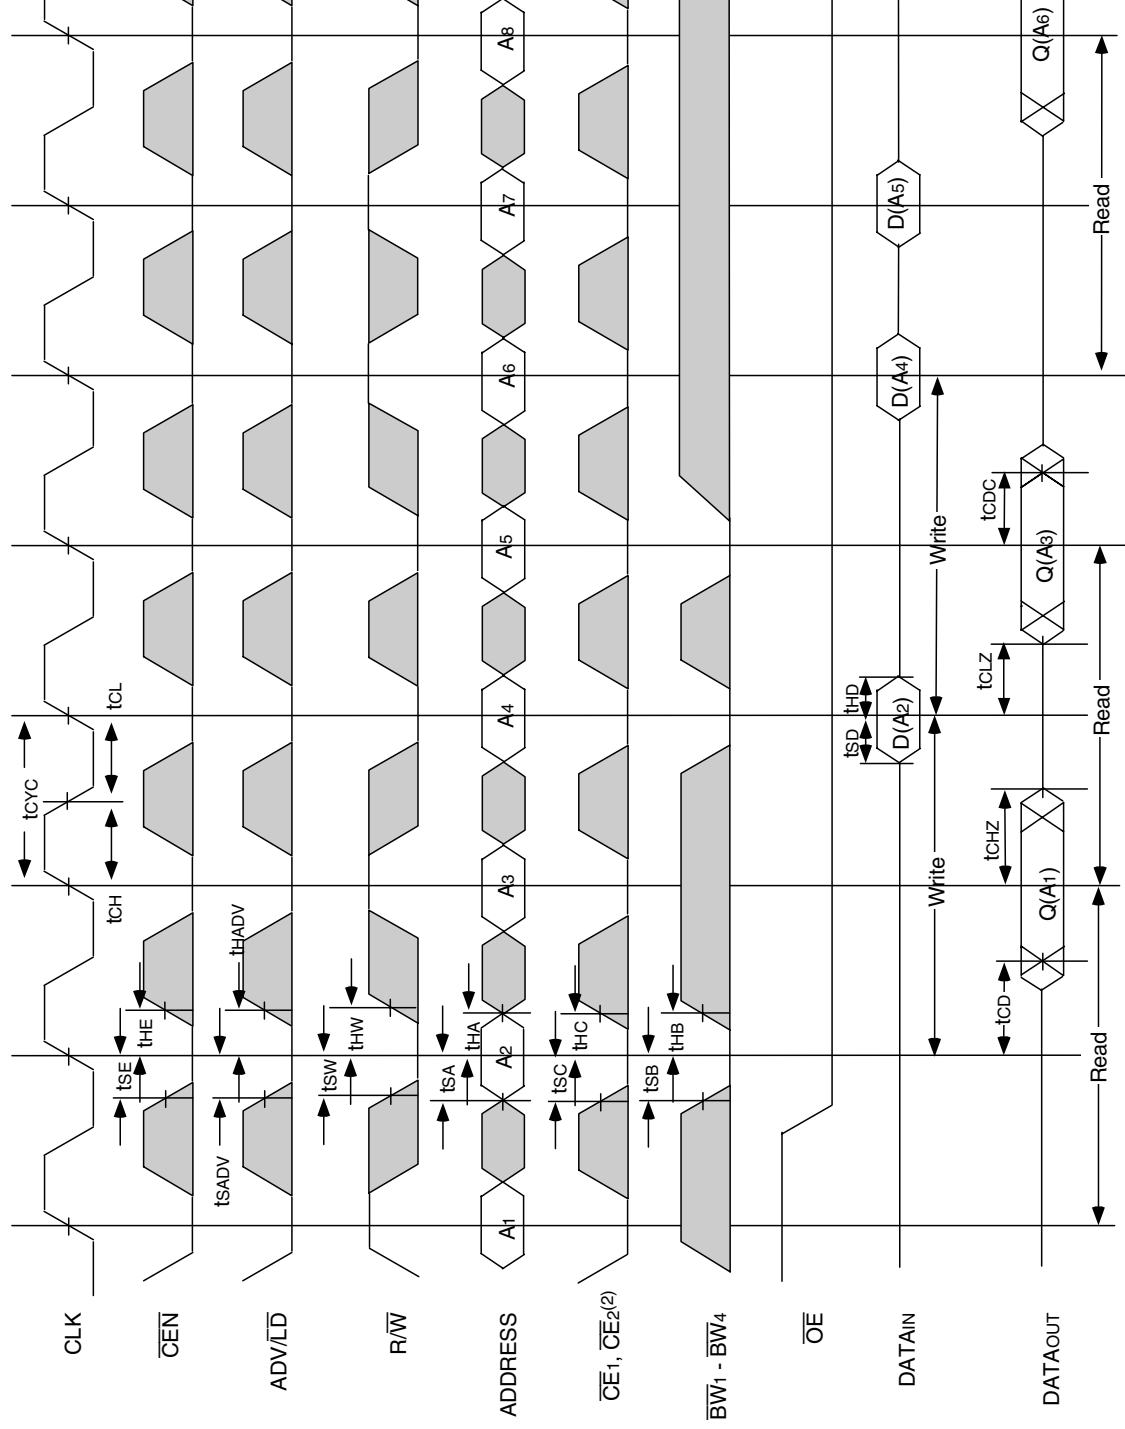 tCYC
tCH
tCL
CLK
tSE
tHE
CEN
tSADV
tHADV
ADV/LD
tSW
tHW
R/W
tSA
tHA
ADDRESS
A1
A2
A3
A4
A5
A6
A7
A8
tSC
tHC
CE1, CE2(2)
tSB
tHB
BW1 - BW4
OE
tSD
tHD
DATAIN
D(A2)
D(A4)
D(A5)
Write
Write
tCD
tCHZ
tCLZ
tCDC
DATAOUT
Q(A1)
Q(A3)
Q(A6)
Read
Read
Read